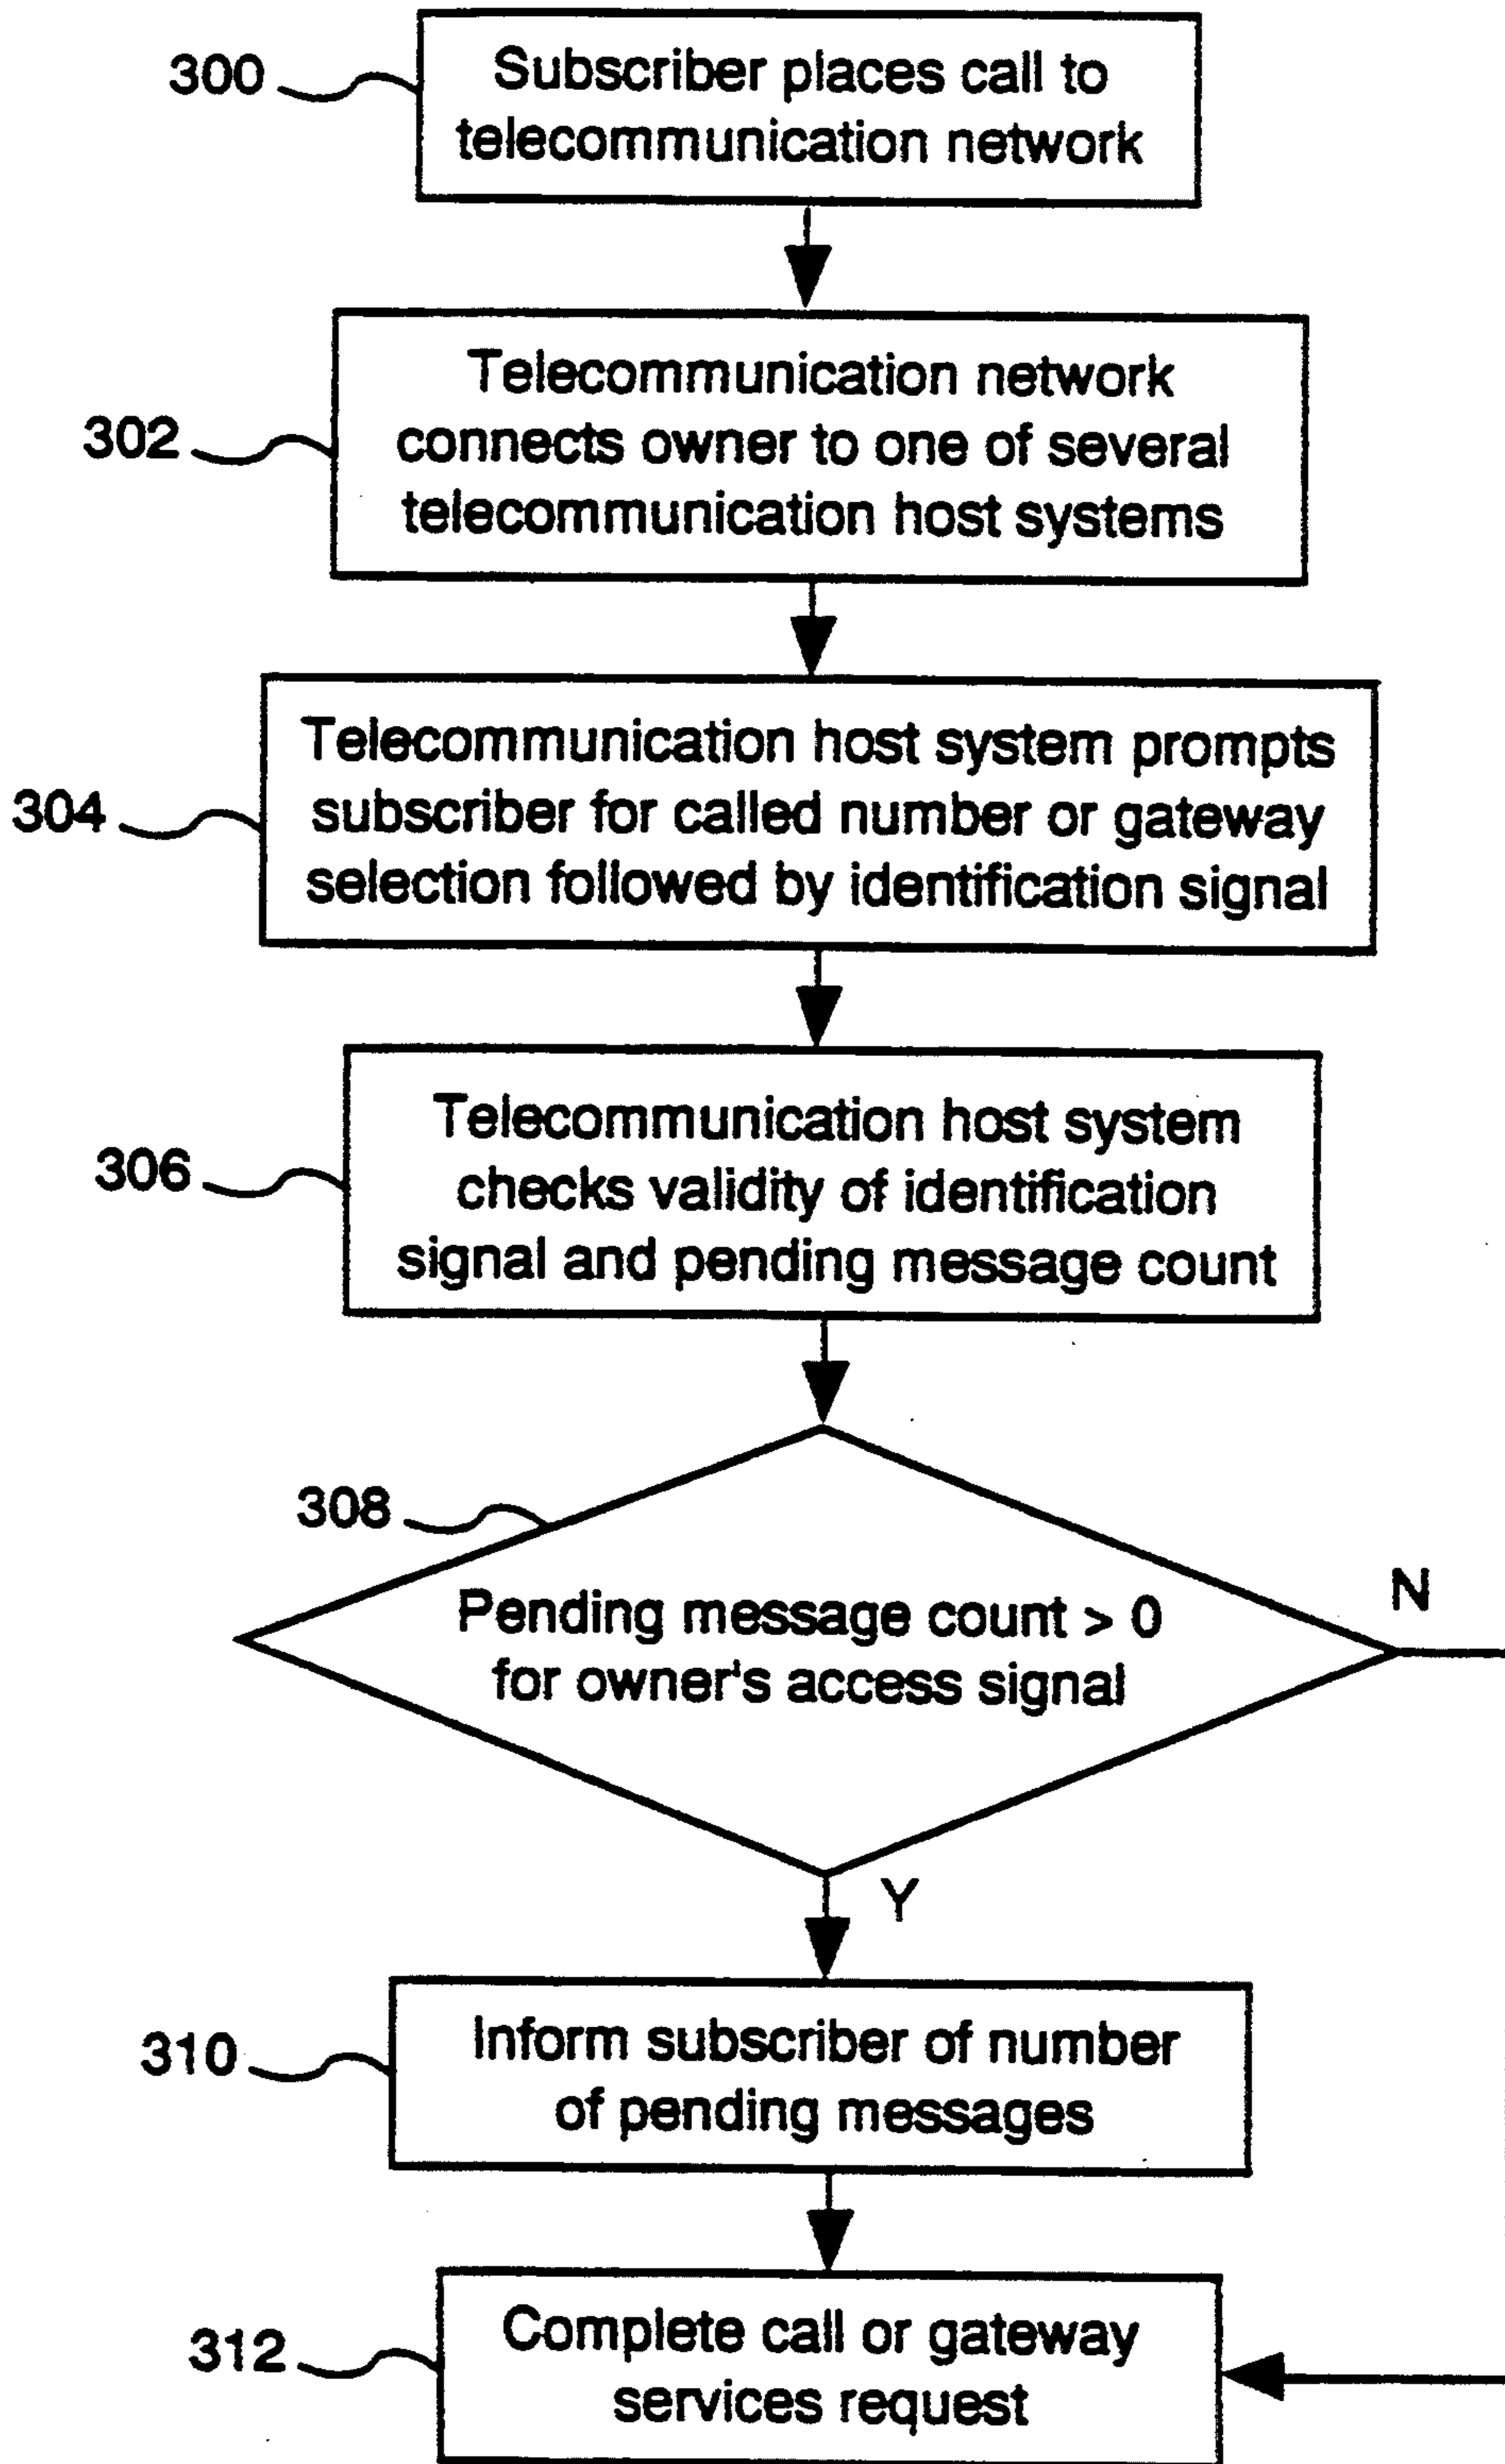 300
Subscriber places call to
telecommunication network
302
Telecommunication network
connects owner to one of several
telecommunication host systems
304
Telecommunication host system prompts
subscriber for called number or gateway
selection followed by identification signal
306
Telecommunication host system
checks validity of identification
signal and pending message count
308
Pending message count > 0
for owner's access signal
N
Y
310
Inform subscriber of number
of pending messages
312
Complete call or gateway
services request